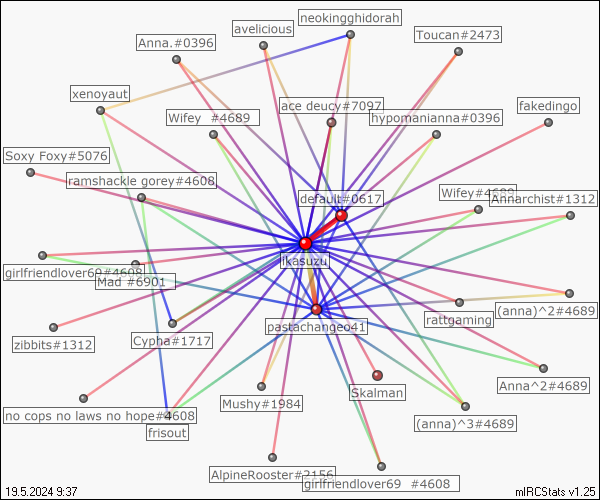 neokingghidorah
avelicious
Toucan#2473
Anna.#0396
xenoyaut
ace deucy#7097
fakedingo
Wifey #4689
hypomanianna#0396
Soxy Foxy#5076
ramshackle gorey#4608
default#0617
Wifey#4689
Annarchist#1312
ikasuzu
girlfriendlover69#4608
Mad #6901
(anna)^2#4689
rattgaming
pastachangeo41
zibbits#1312
Cypha#1717
Anna^2#4689
Skalman
Mushy#1984
no cops no laws no hope#4608
(anna)^3#4689
frisout
AlpineRooster#2156
girlfriendlover69 #4608
19.5.2024 9:37
mIRCStats v1.25